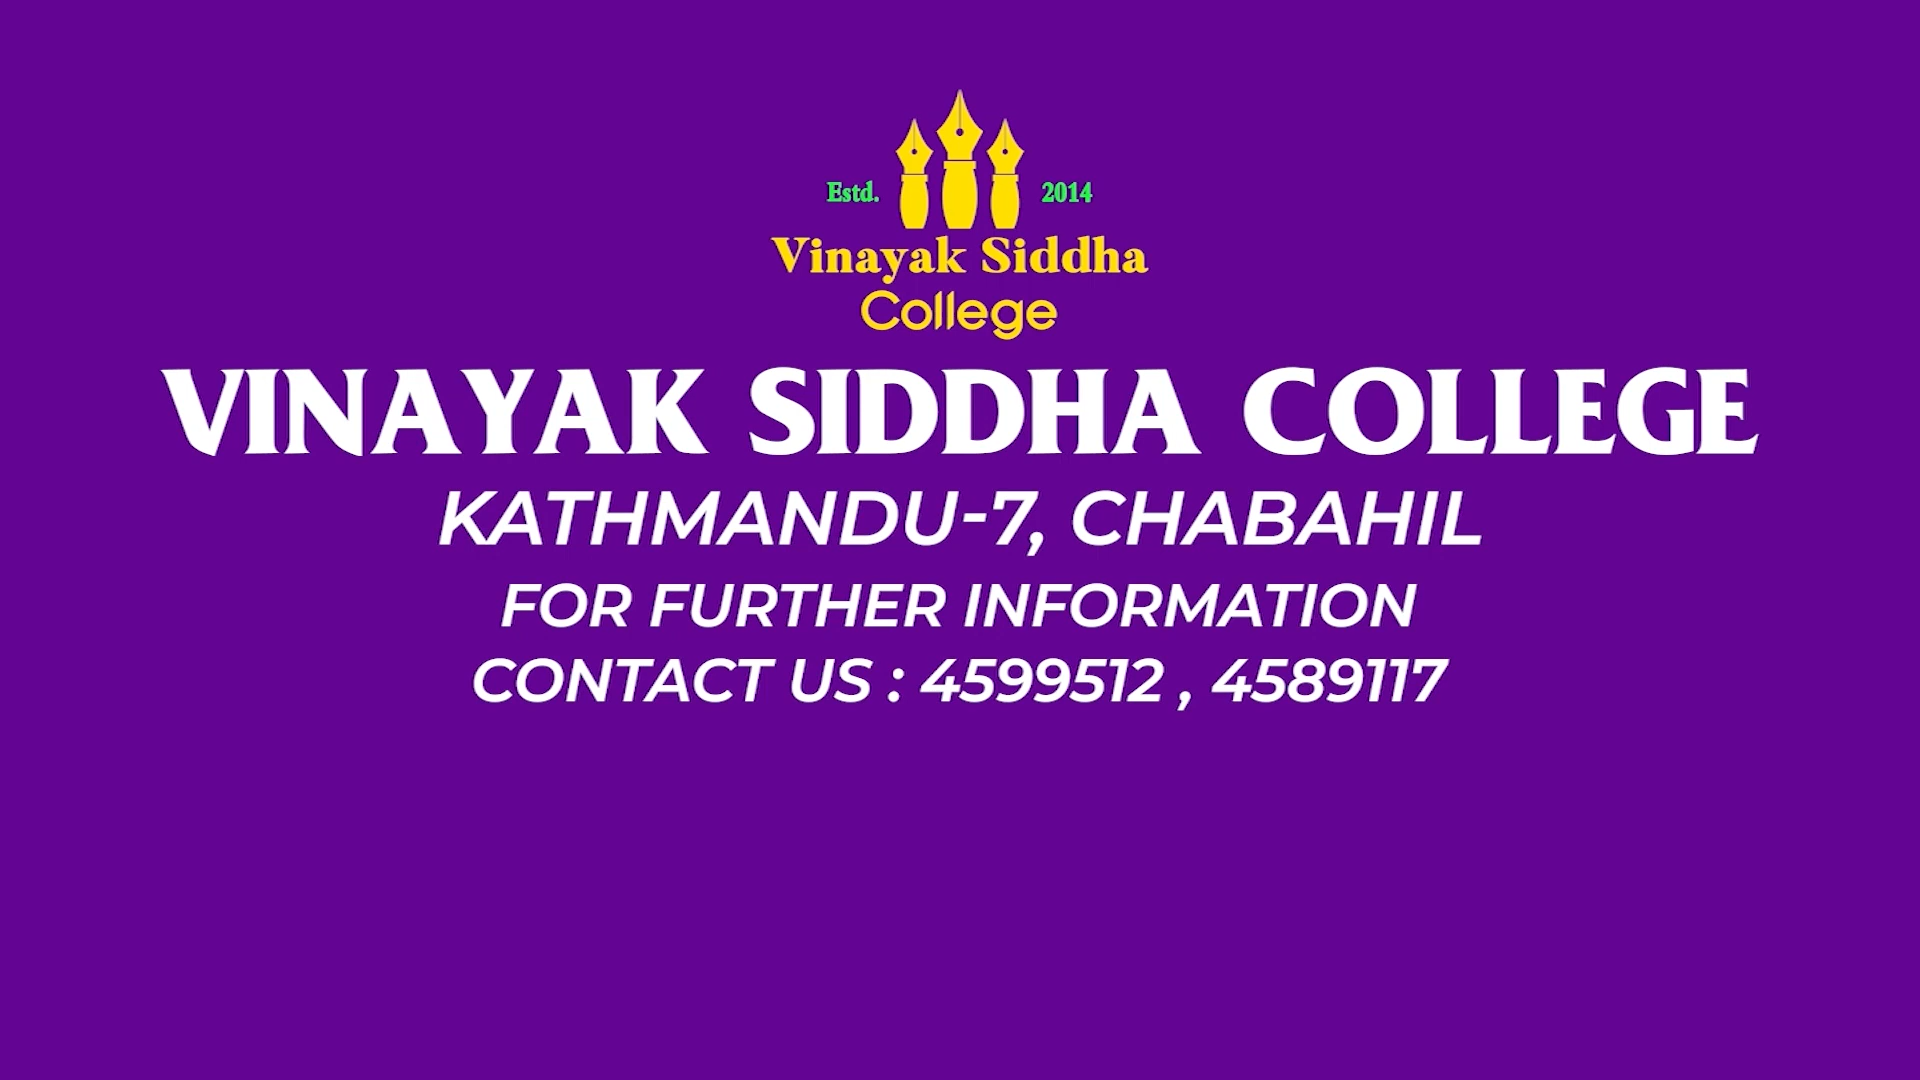 Estd. 2014
Vinayak Siddha
College
VINAYAK SIDDHA COLLEGE
KATHMANDU-7, CHABAHIL
FOR FURTHER INFORMATION
CONTACT US : 4599512 , 4589117